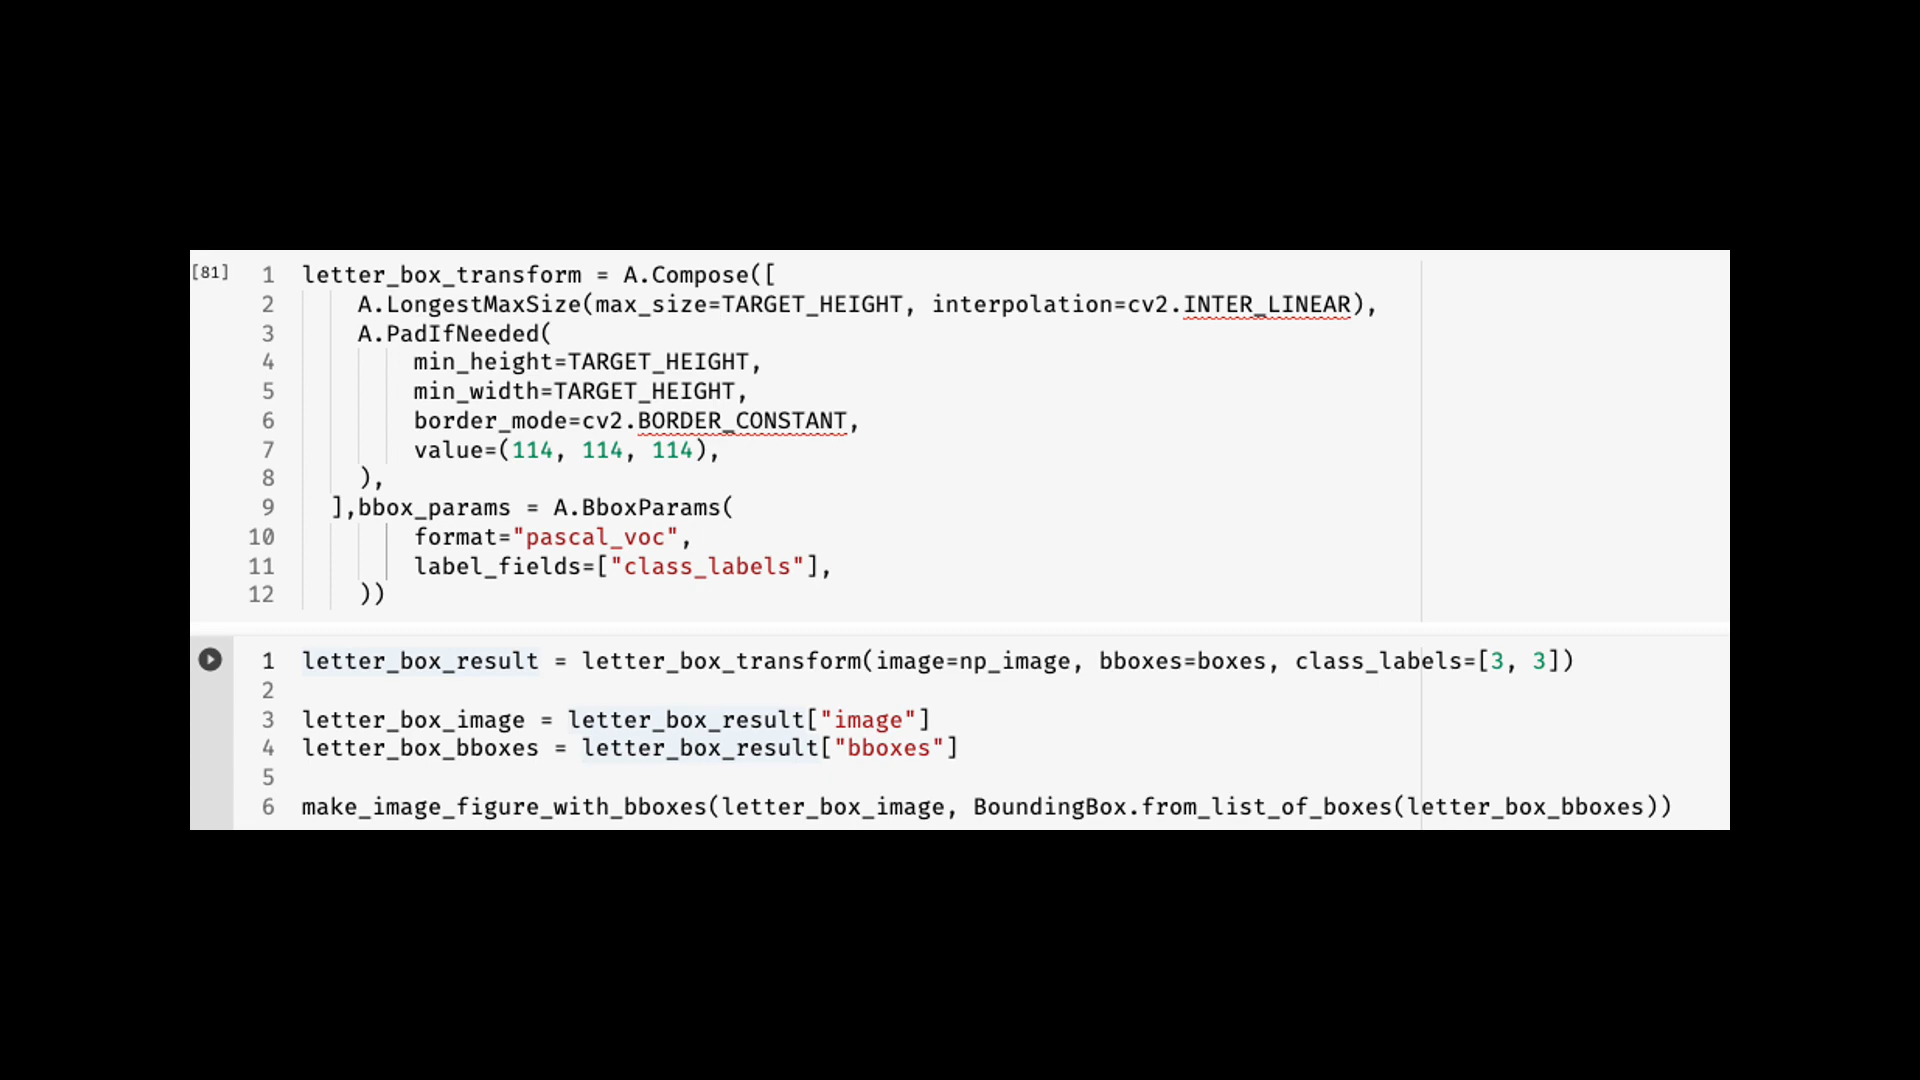 [81] 1 letter_box_transform = A.Compose([
2 A.LongestMaxSize(max_size=TARGET_HEIGHT, interpolation=cv2.INTER_LINEAR),
3 A.PadIfNeeded(
4 min_height=TARGET_HEIGHT,
5 min_width=TARGET_HEIGHT,
6 border_mode=cv2.BORDER_CONSTANT,
7 value=(114, 114, 114),
8 ),
9 ],bbox_params = A.BboxParams(
10 format="pascal_voc",
11 label_fields=["class_labels"],
12 ))
1 letter_box_result = letter_box_transform(image=np_image, bboxes=boxes, class_labels=[3, 3])
2
3 letter_box_image = letter_box_result["image"]
4 letter_box_bboxes = letter_box_result["bboxes"]
5
6 make_image_figure_with_bboxes(letter_box_image, BoundingBox.from_list_of_boxes(letter_box_bboxes))